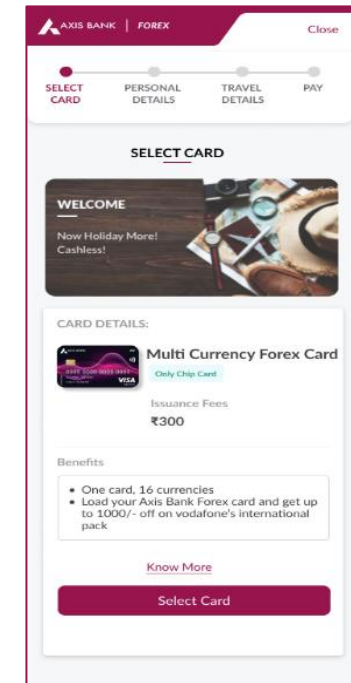 AXIS BANK | FOREX
Close
SELECT CARD
PERSONAL DETAILS
TRAVEL DETAILS
PAY
SELECT CARD
WELCOME
Now Holiday More!
Cashless!
CARD DETAILS:
Multi Currency Forex Card
Only Chip Card
VISA
Issuance Fees
₹300
Benefits
• One card, 16 currencies
• Load your Axis Bank Forex card and get up
to 1000/- off on vodafone's international
pack
Know More
Select Card